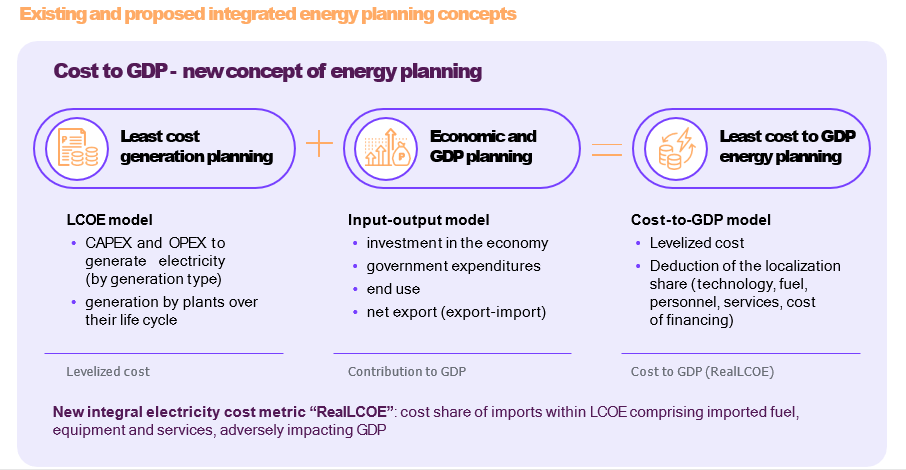 Existing and proposed integrated energy planning concepts
Cost to GDP - new concept of energy planning
Least cost
generation planning
+
Economic and
GDP planning
=
Least cost to GDP
energy planning
LCOE model
• CAPEX and OPEX to
generate electricity
(by generation type)
• generation by plants over
their life cycle
Levelized cost
Input-output model
• investment in the economy
• government expenditures
• end use
• net export (export-import)
Contribution to GDP
Cost-to-GDP model
• Levelized cost
• Deduction of the localization
share (technology, fuel,
personnel, services, cost
of financing)
Cost to GDP (RealLCOE)
New integral electricity cost metric “RealLCOE”: cost share of imports within LCOE comprising imported fuel,
equipment and services, adversely impacting GDP